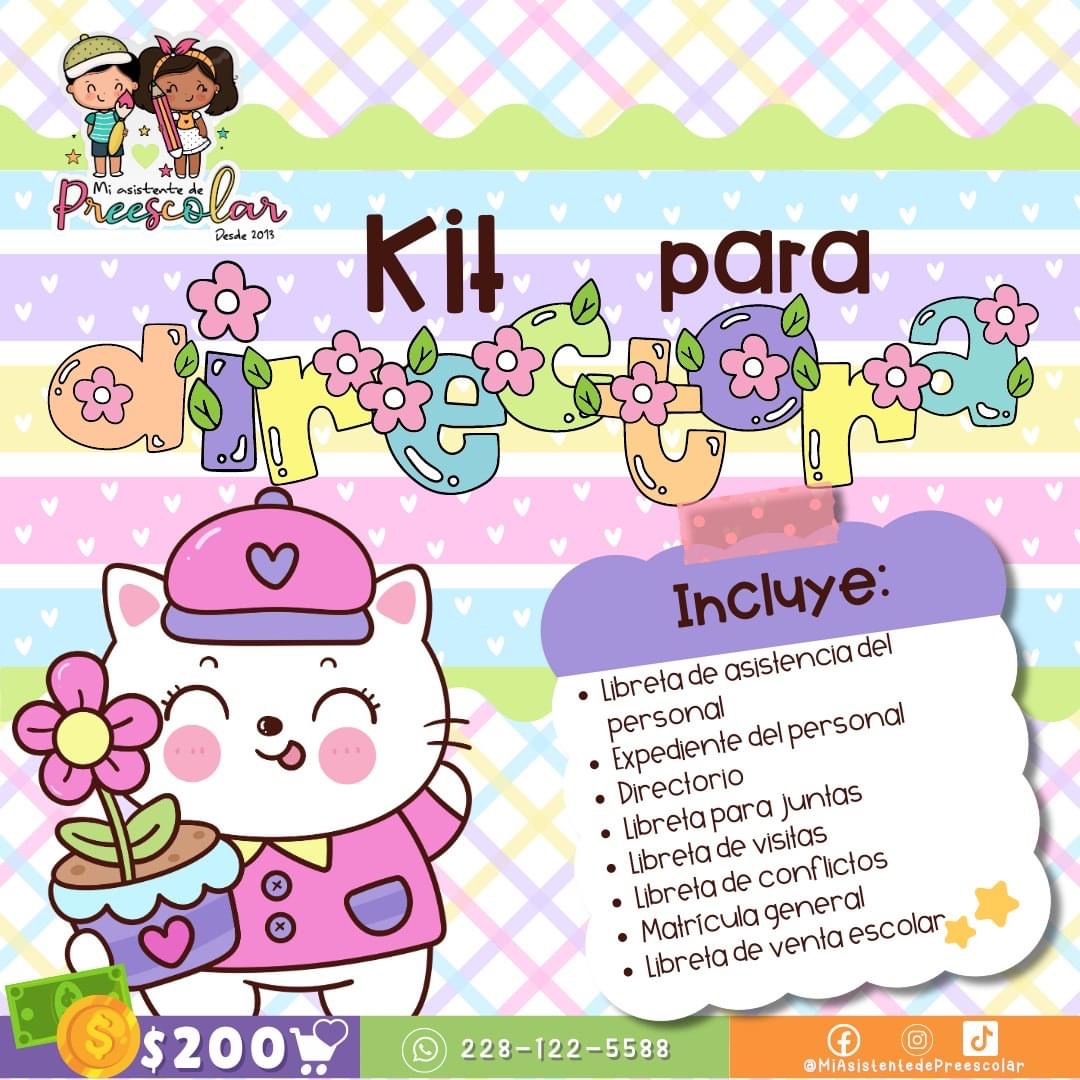 Mi asistente de
Preescolar
Desde 2013
Kit para
directora
Incluye:
• Libreta de asistencia del
personal
• Expediente del personal
• Directorio
• Libreta para juntas
• Libreta de visitas
• Libreta de conflictos
• Matrícula general
• Libreta de venta escolar
$200
228-122-5588
@MiAsistentedePreescolar